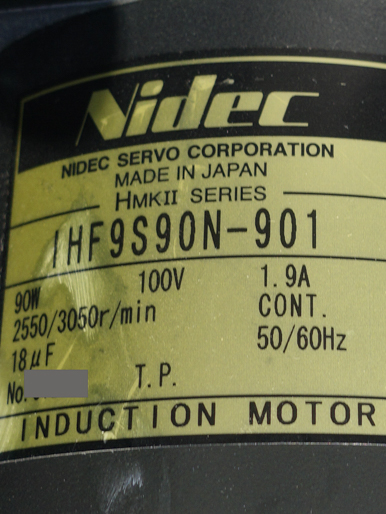 Nidec
NIDEC SERVO CORPORATION
MADE IN JAPAN
HMKII SERIES
IHF9S90N-901
90W 100V 1.9A
2550/3050r/min CONT.
18μF 50/60Hz
No. T.P.
INDUCTION MOTOR